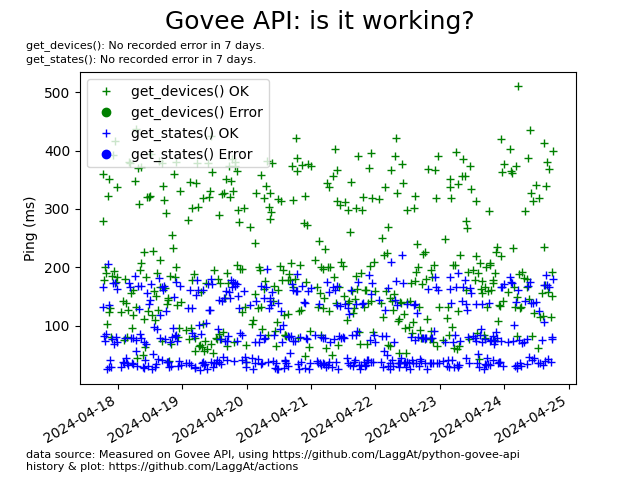 Govee API: is it working?
get_devices(): No recorded error in 7 days.
get_states(): No recorded error in 7 days.
get_devices() OK
get_devices() Error
get_states() OK
get_states() Error
Ping (ms)
500
400
300
200
100
2024-04-18
2024-04-19
2024-04-20
2024-04-21
2024-04-22
2024-04-23
2024-04-24
2024-04-25
data source: Measured on Govee API, using https://github.com/LaggAt/python-govee-api
history & plot: https://github.com/LaggAt/actions